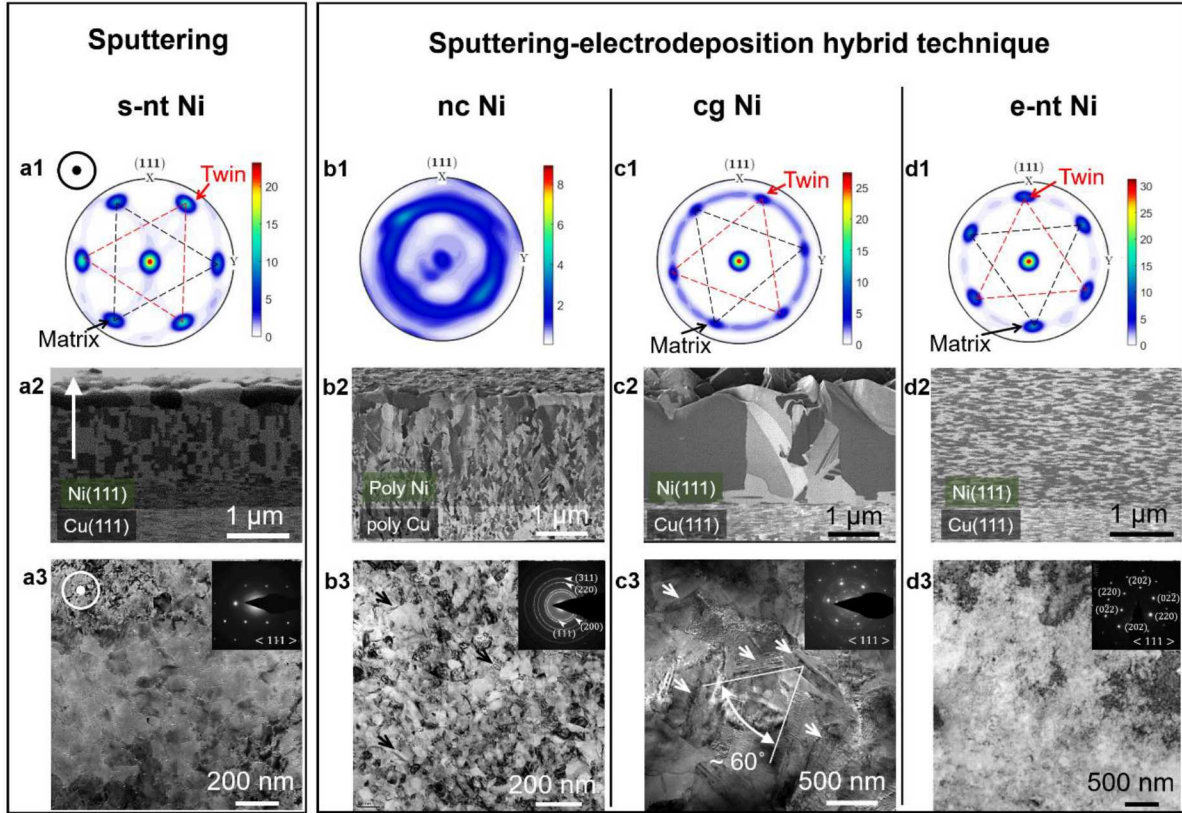 Sputtering
Sputtering-electrodeposition hybrid technique
s-nt Ni
nc Ni
cg Ni
e-nt Ni
a1
(111)
X
Y
Twin
Matrix
20
15
10
5
0
b1
(111)
X
Y
8
6
4
2
c1
(111)
X
Y
Twin
Matrix
25
20
15
10
5
0
d1
(111)
X
Y
Twin
Matrix
30
25
20
15
10
5
0
a2
Ni(111)
Cu(111)
1 µm
b2
Poly Ni
poly Cu
1 µm
c2
Ni(111)
Cu(111)
1 µm
d2
Ni(111)
Cu(111)
1 µm
a3
< 111 >
200 nm
b3
(311)
(220)
(200)
(111)
200 nm
c3
< 111 >
~ 60°
500 nm
d3
(202)
(022̅)
(022̅)
(220)
(220)
(202)
< 111 >
500 nm